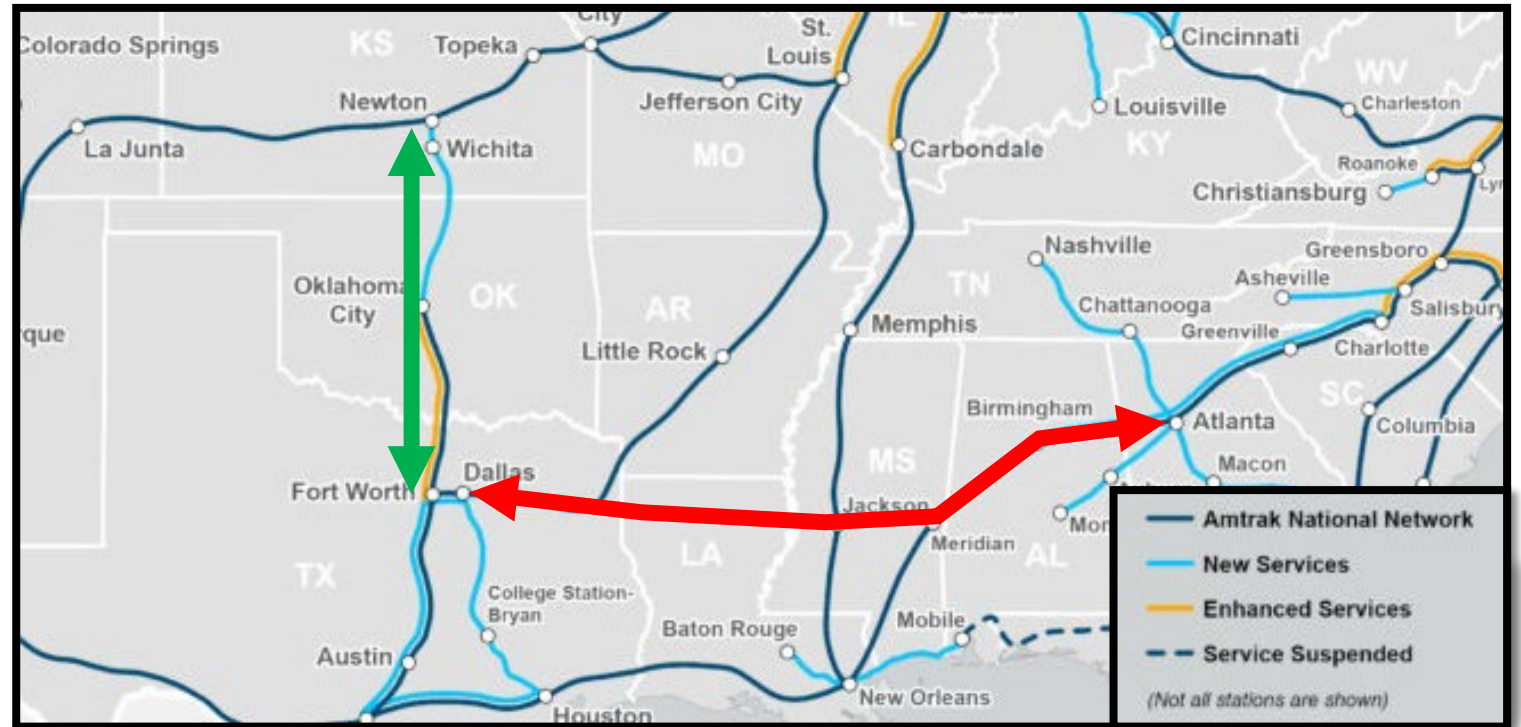 City
St.
Louis
IL
Cincinnati
Colorado Springs
KS
Topeka
WV
Newton
Jefferson City
Louisville
Charleston
La Junta
Wichita
MO
Carbondale
KY
Roanoke
Christiansburg
Nashville
Greensboro
Oklahoma
City
OK
AR
TN
Asheville
Chattanooga
Salisbury
que
Memphis
Greenville
Little Rock
Charlotte
SC
Birmingham
Atlanta
Columbia
Dallas
MS
Macon
Fort Worth
Jackson
Meridian
AL
LA
TX
College Station-
Bryan
Baton Rouge
Mobile
Austin
New Orleans
Houston
Amtrak National Network
New Services
Enhanced Services
Service Suspended
(Not all stations are shown)